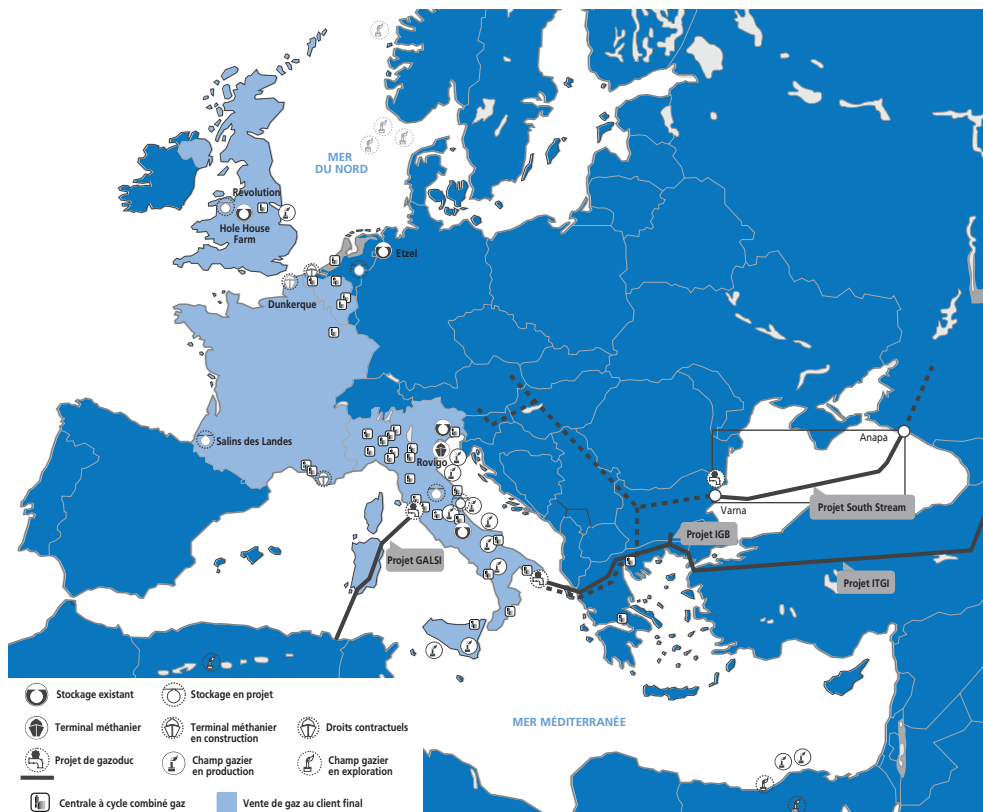 MER
DU NORD
Révolution
Hole House
Farm
Etzel
Dunkerque
Salins des Landes
Rovigo
Anapa
Varna
Projet South Stream
Projet IGB
Projet GALSI
Projet ITGI
MER MÉDITERRANÉE
Stockage existant
Stockage en projet
Terminal méthanier
Terminal méthanier
en construction
Droits contractuels
Projet de gazoduc
Champ gazier
en production
Champ gazier
en exploration
Centrale à cycle combiné gaz
Vente de gaz au client final